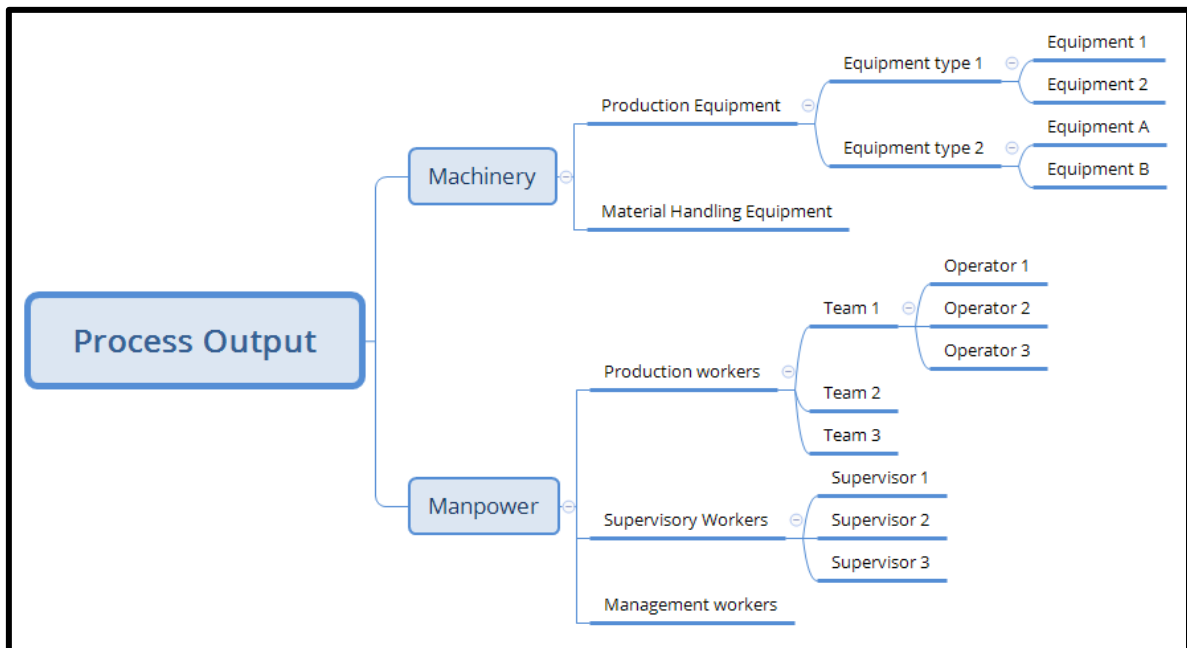 Process Output
Machinery
Production Equipment
Equipment type 1
Equipment 1
Equipment 2
Equipment type 2
Equipment A
Equipment B
Material Handling Equipment
Manpower
Production workers
Team 1
Operator 1
Operator 2
Operator 3
Team 2
Team 3
Supervisory Workers
Supervisor 1
Supervisor 2
Supervisor 3
Management workers